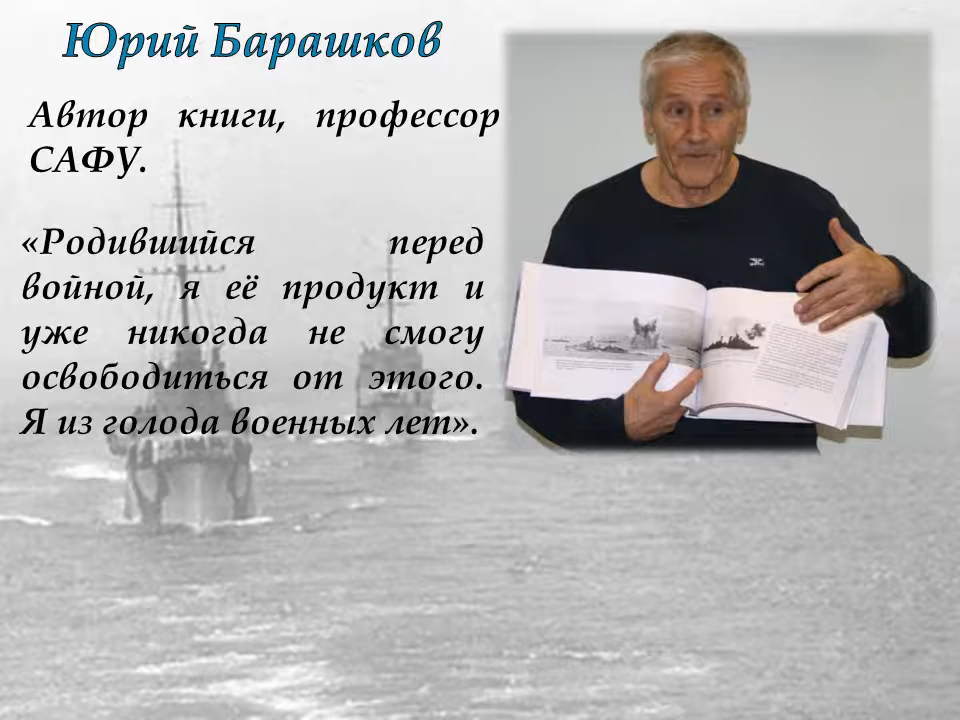 Юрий Барашков
Автор книги, профессор
САФУ.
«Родившийся перед
войной, я её продукт и
уже никогда не смогу
освободиться от этого.
Я из голода военных лет».